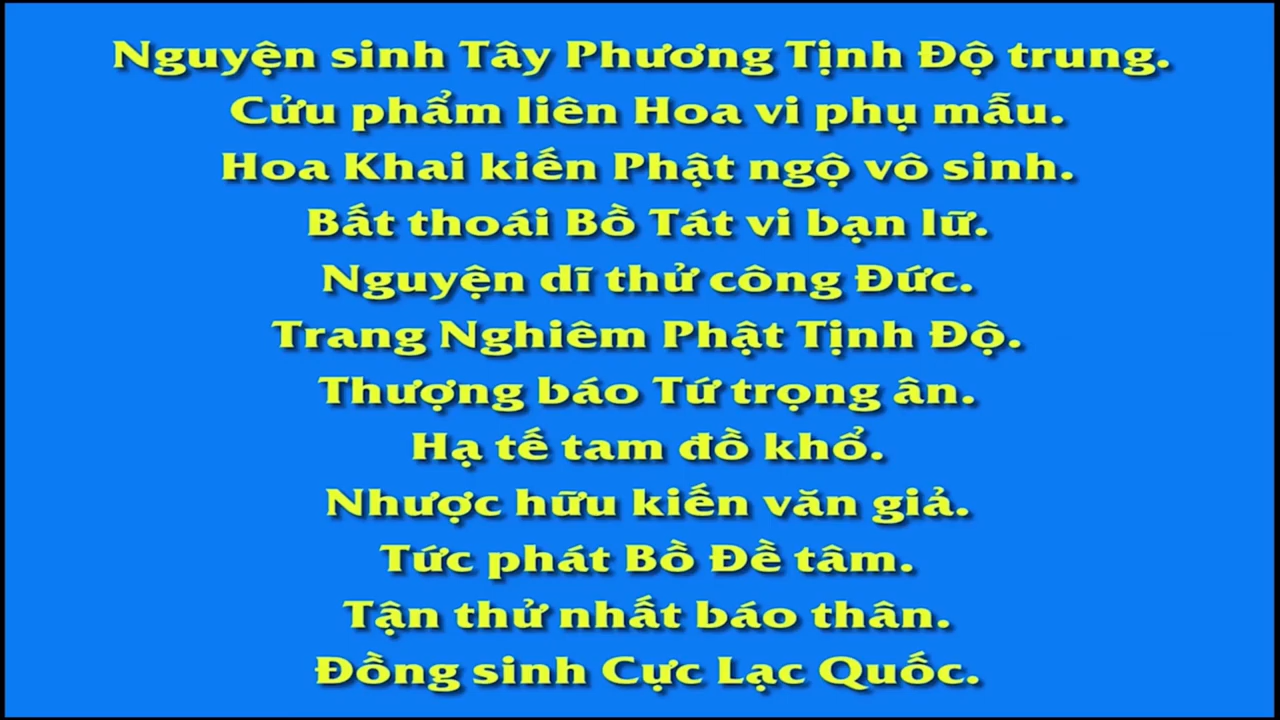 Nguyện sinh Tây Phương Tịnh Độ trung.
Cửu phẩm liên Hoa vi phụ mẫu.
Hoa Khai kiến Phật ngộ vô sinh.
Bất thoái Bồ Tát vi bạn lữ.
Nguyện dĩ thử công Đức.
Trang Nghiêm Phật Tịnh Độ.
Thượng báo Tứ trọng ân.
Hạ tế tam đồ khổ.
Nhược hữu kiến văn giả.
Tức phát Bồ Đề tâm.
Tận thử nhất báo thân.
Đồng sinh Cực Lạc Quốc.